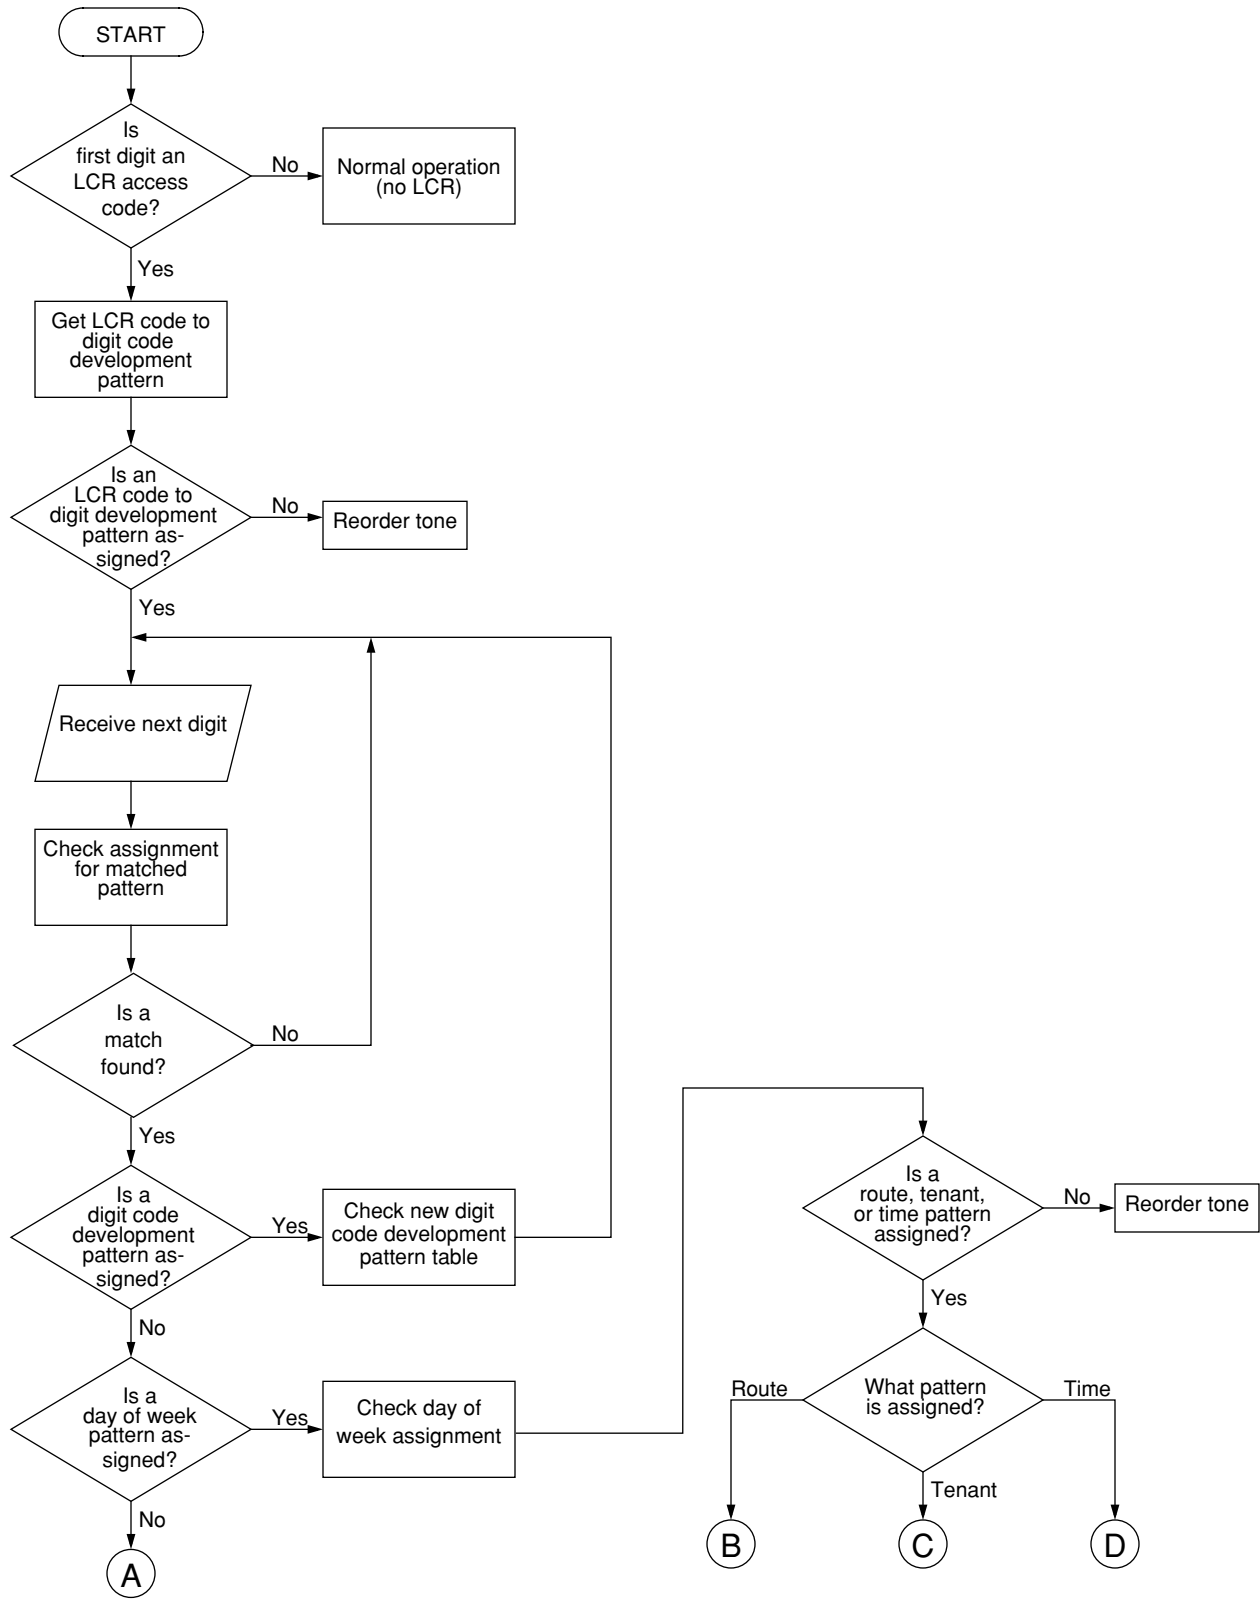 START
Is
first digit an
LCR access
code?
No
Normal operation
(no LCR)
Yes
Get LCR code to
digit code
development
pattern
Is an
LCR code to
digit development
pattern as-
signed?
No
Reorder tone
Yes
Receive next digit
Check assignment
for matched
pattern
Is a
match
found?
No
Yes
Is a
digit code
development
pattern as-
signed?
Yes
Check new digit
code development
pattern table
No
Is a
day of week
pattern as-
signed?
Yes
Check day of
week assignment
No
A
Is a
route, tenant,
or time pattern
assigned?
No
Reorder tone
Yes
What pattern
is assigned?
Route
Time
Tenant
B
C
D